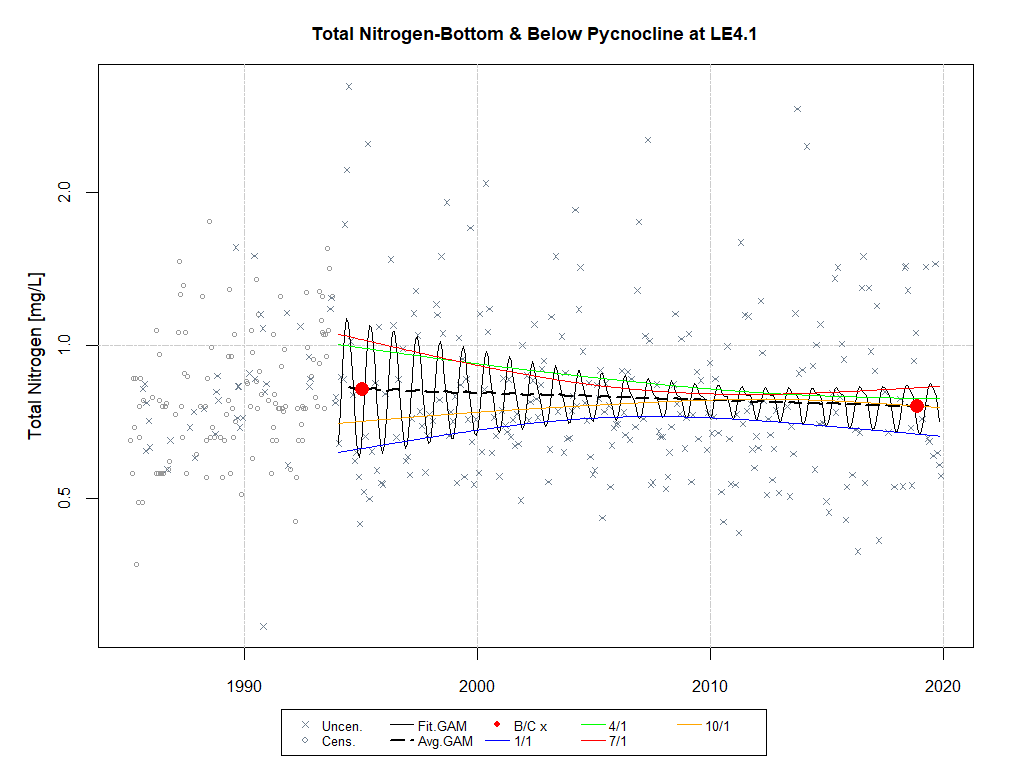 Total Nitrogen-Bottom & Below Pycnocline at LE4.1
Total Nitrogen [mg/L]
2.0
1.0
0.5
1990 2000 2010 2020
Uncen. Fit.GAM B/C x 4/1 10/1
Cens. Avg.GAM 1/1 7/1